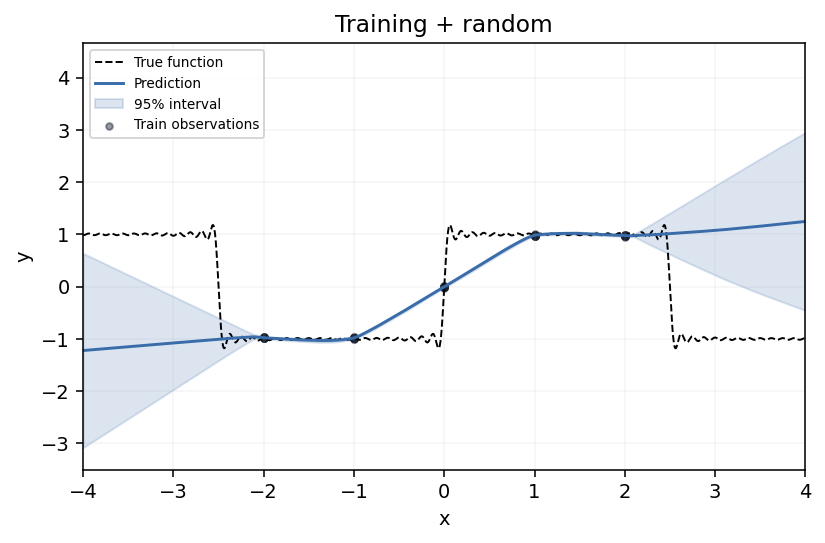 Training + random
True function
Prediction
95% interval
Train observations
4
3
2
1
0
−1
−2
−3
y
−4 −3 −2 −1 0 1 2 3 4
x